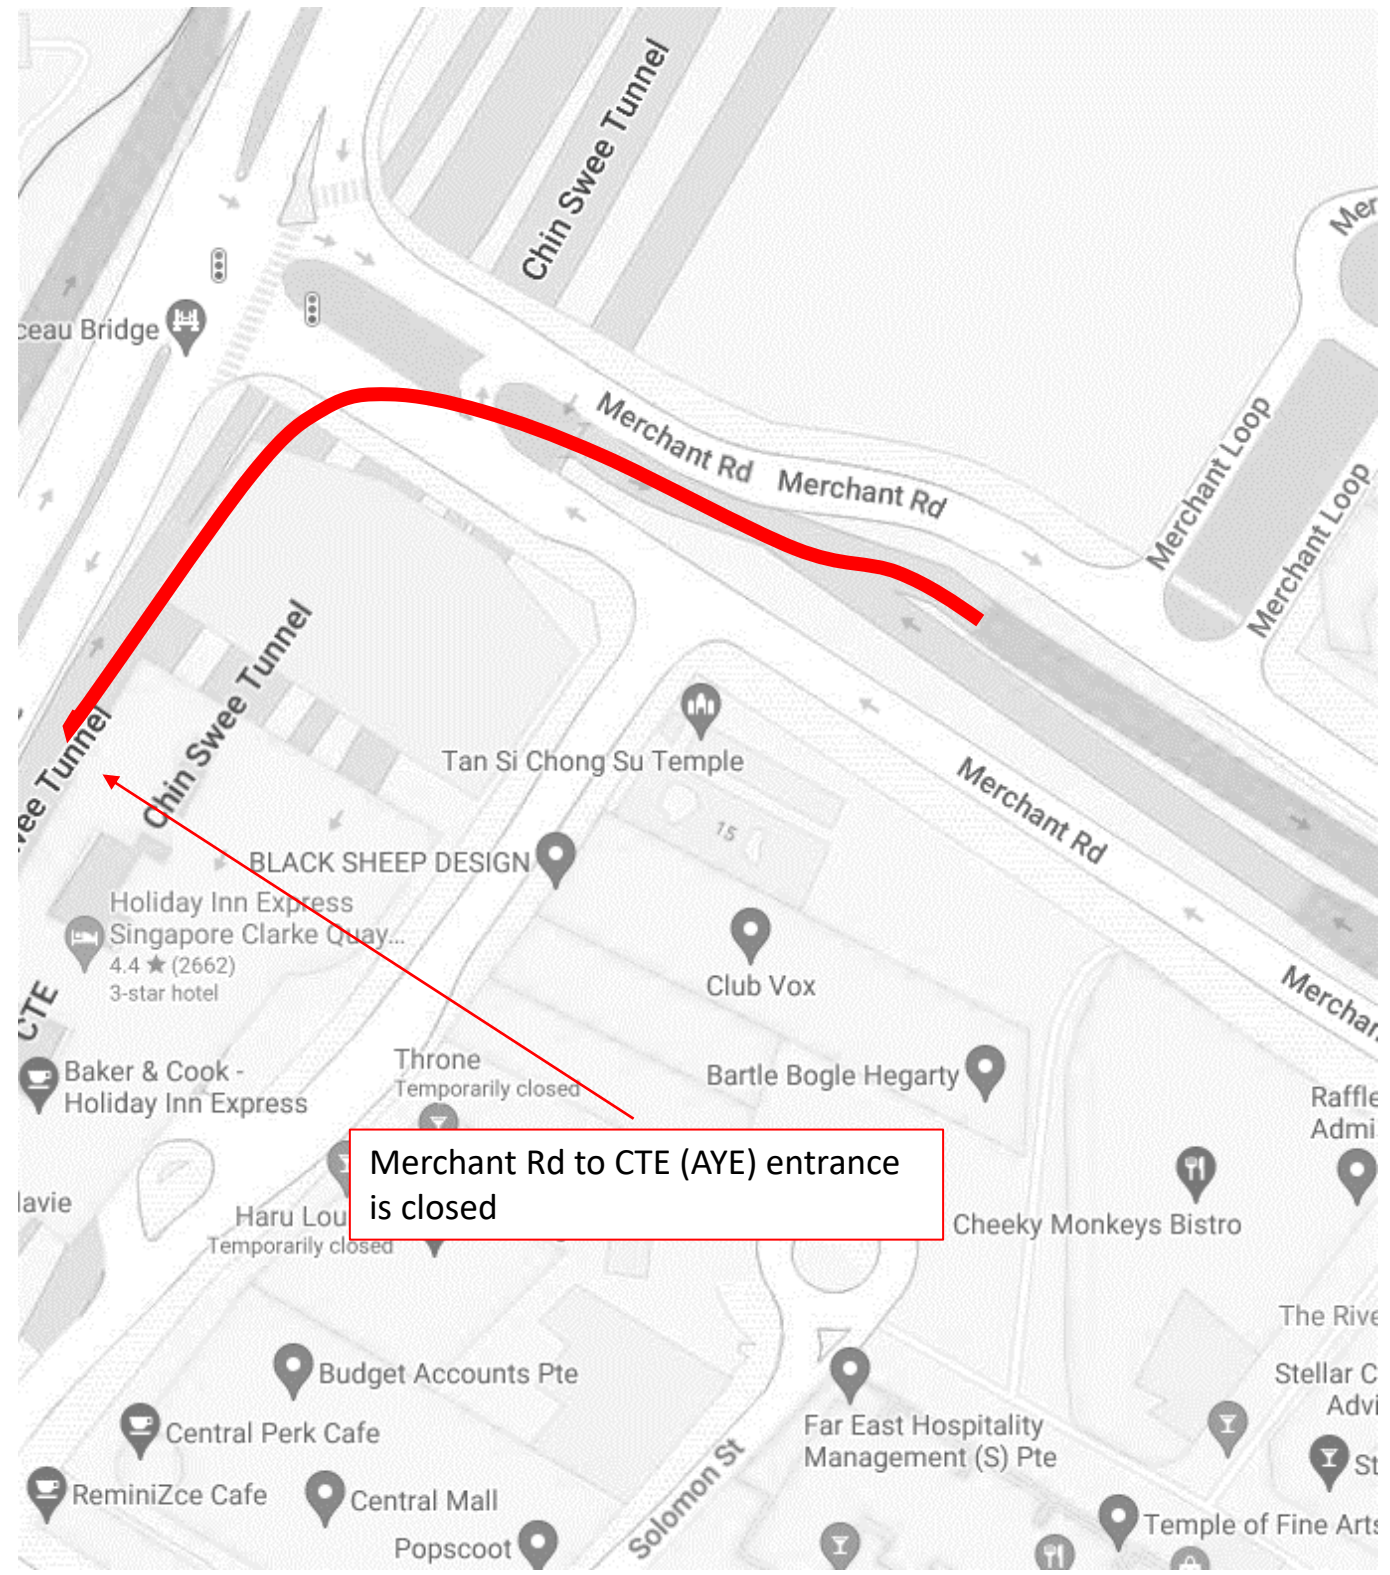 Chin Swee Tunnel
Mer
ceau Bridge
Merchant Rd
Merchant Rd
Merchant Loop
Merchant Loop
Chin Swee Tunnel
wee Tunnel
Tan Si Chong Su Temple
Merchant Rd
15
BLACK SHEEP DESIGN
Holiday Inn Express
Singapore Clarke Quay...
4.4 ★ (2662)
3-star hotel
Club Vox
Merchan
CTE
Throne
Temporarily closed
Baker & Cook -
Holiday Inn Express
Bartle Bogle Hegarty
Raffle
Admi
Merchant Rd to CTE (AYE) entrance
is closed
lavie
Haru Lou
Temporarily closed
Cheeky Monkeys Bistro
The Rive
Budget Accounts Pte
Stellar C
Advi
Central Perk Cafe
Far East Hospitality
Management (S) Pte
St
ReminiZce Cafe
Central Mall
Solomon St
Popscoot
Temple of Fine Arts